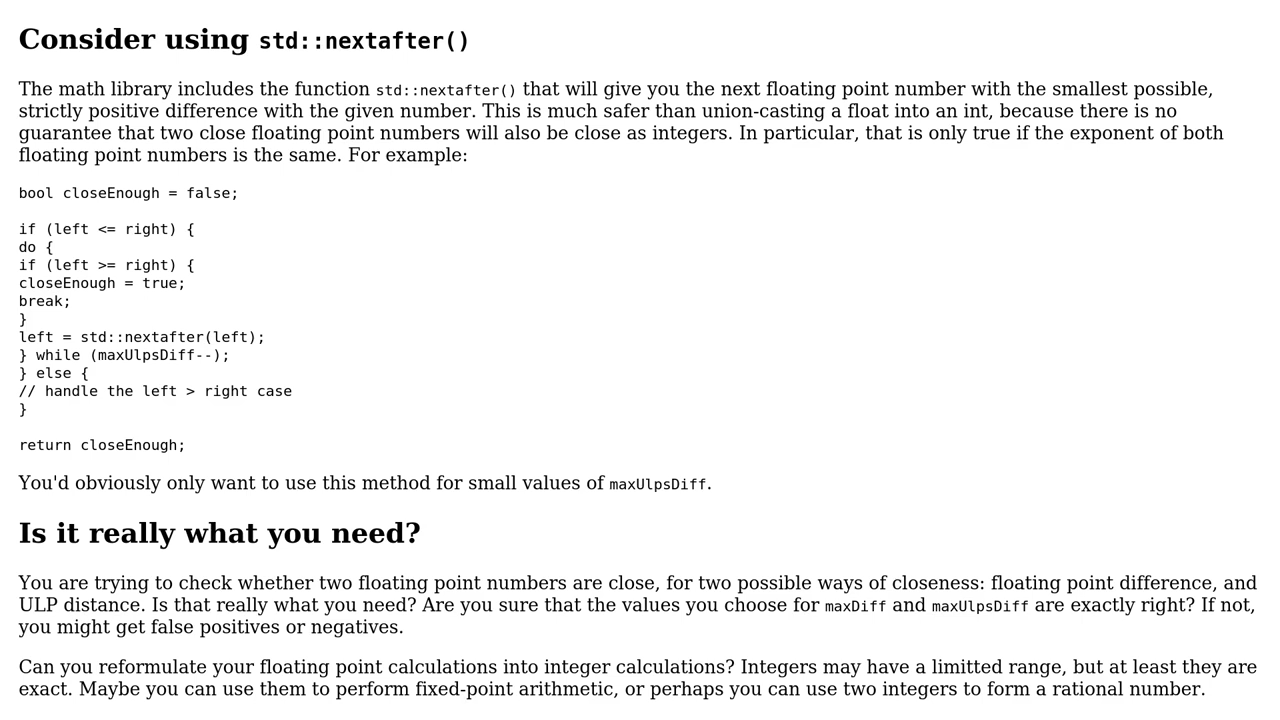 Consider using std::nextafter()
The math library includes the function std::nextafter() that will give you the next floating point number with the smallest possible,
strictly positive difference with the given number. This is much safer than union-casting a float into an int, because there is no
guarantee that two close floating point numbers will also be close as integers. In particular, that is only true if the exponent of both
floating point numbers is the same. For example:
bool closeEnough = false;
if (left <= right) {
do {
if (left >= right) {
closeEnough = true;
break;
}
left = std::nextafter(left);
} while (maxUlpsDiff--);
} else {
// handle the left > right case
}
return closeEnough;
You'd obviously only want to use this method for small values of maxUlpsDiff.
Is it really what you need?
You are trying to check whether two floating point numbers are close, for two possible ways of closeness: floating point difference, and
ULP distance. Is that really what you need? Are you sure that the values you choose for maxDiff and maxUlpsDiff are exactly right? If not,
you might get false positives or negatives.
Can you reformulate your floating point calculations into integer calculations? Integers may have a limitted range, but at least they are
exact. Maybe you can use them to perform fixed-point arithmetic, or perhaps you can use two integers to form a rational number.